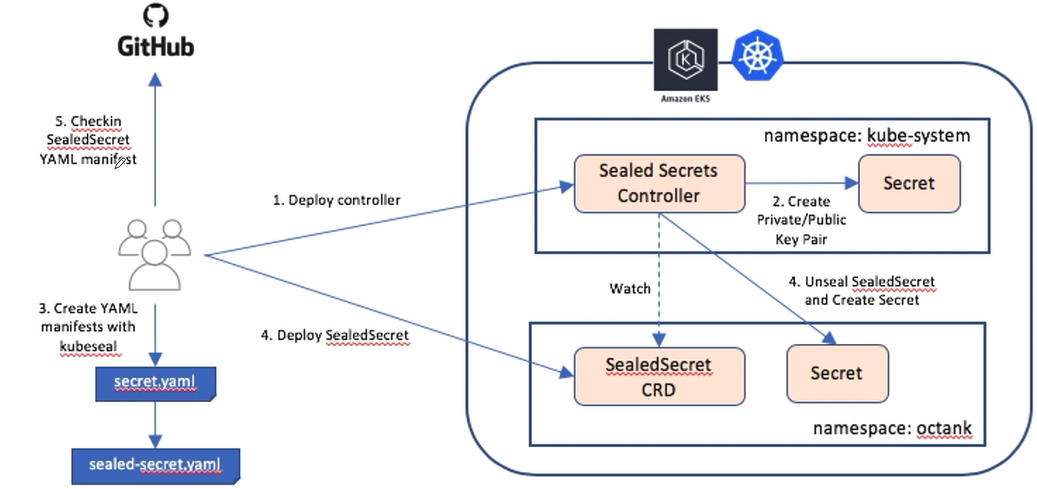 GitHub
Amazon EKS
5. Checkin
SealedSecret
YAML manifest
namespace: kube-system
Sealed Secrets
Controller
Secret
1. Deploy controller
2. Create
Private/Public
Key Pair
3. Create YAML
manifests with
kubeseal
Watch
4. Unseal SealedSecret
and Create Secret
4. Deploy SealedSecret
SealedSecret
CRD
Secret
secret.yaml
namespace: octank
sealed-secret.yaml